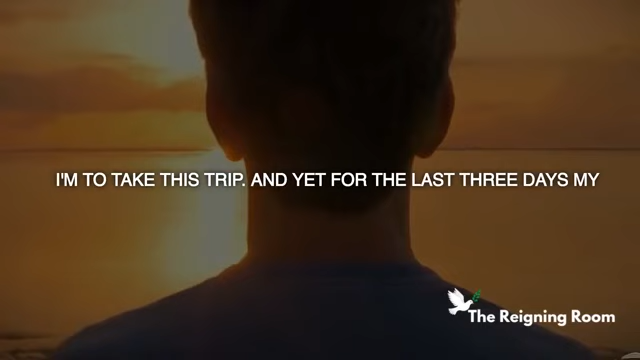 I'M TO TAKE THIS TRIP. AND YET FOR THE LAST THREE DAYS MY
The Reigning Room